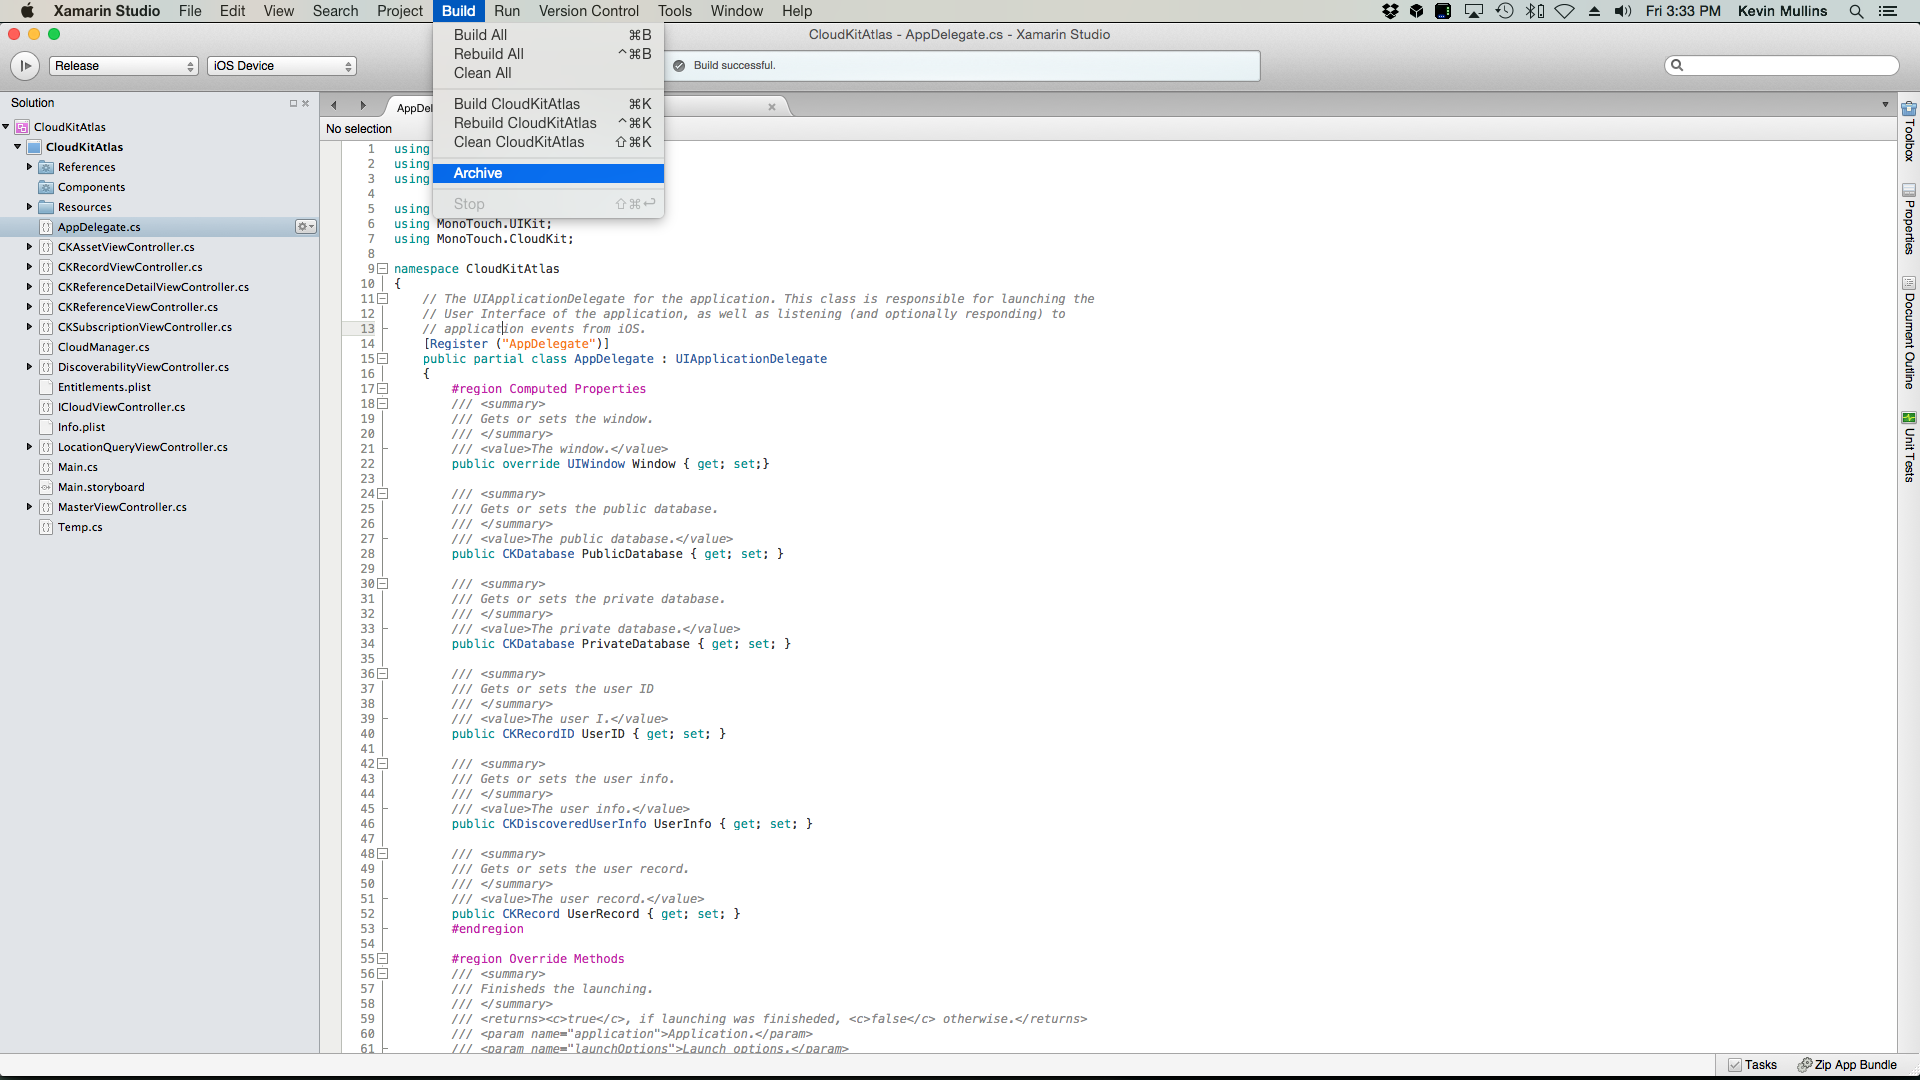 Xamarin Studio File Edit View Search Project Build Run Version Control Tools Window Help Fri 3:33 PM Kevin Mullins
CloudKitAtlas - AppDelegate.cs - Xamarin Studio
Release iOS Device Build successful.
Build All ⌘B
Rebuild All ^⌘B
Clean All
Build CloudKitAtlas ⌘K
Rebuild CloudKitAtlas ^⌘K
Clean CloudKitAtlas ⇧⌘K
Archive
Stop ⇧⌘↩
Solution
CloudKitAtlas
CloudKitAtlas
References
Components
Resources
AppDelegate.cs
CKAssetViewController.cs
CKRecordViewController.cs
CKReferenceDetailViewController.cs
CKReferenceViewController.cs
CKSubscriptionViewController.cs
CloudManager.cs
DiscoverabilityViewController.cs
Entitlements.plist
ICloudViewController.cs
Info.plist
LocationQueryViewController.cs
Main.cs
Main.storyboard
MasterViewController.cs
Temp.cs
AppDel
No selection
1 using
2 using
3 using
4
5 using
6 using MonoTouch.UIKit;
7 using MonoTouch.CloudKit;
8
9 namespace CloudKitAtlas
10 {
11 // The UIApplicationDelegate for the application. This class is responsible for launching the
12 // User Interface of the application, as well as listening (and optionally responding) to
13 // application events from iOS.
14 [Register ("AppDelegate")]
15 public partial class AppDelegate : UIApplicationDelegate
16 {
17 #region Computed Properties
18 /// <summary>
19 /// Gets or sets the window.
20 /// </summary>
21 /// <value>The window.</value>
22 public override UIWindow Window { get; set;}
23
24 /// <summary>
25 /// Gets or sets the public database.
26 /// </summary>
27 /// <value>The public database.</value>
28 public CKDatabase PublicDatabase { get; set; }
29
30 /// <summary>
31 /// Gets or sets the private database.
32 /// </summary>
33 /// <value>The private database.</value>
34 public CKDatabase PrivateDatabase { get; set; }
35
36 /// <summary>
37 /// Gets or sets the user ID
38 /// </summary>
39 /// <value>The user I.</value>
40 public CKRecordID UserID { get; set; }
41
42 /// <summary>
43 /// Gets or sets the user info.
44 /// </summary>
45 /// <value>The user info.</value>
46 public CKDiscoveredUserInfo UserInfo { get; set; }
47
48 /// <summary>
49 /// Gets or sets the user record.
50 /// </summary>
51 /// <value>The user record.</value>
52 public CKRecord UserRecord { get; set; }
53 #endregion
54
55 #region Override Methods
56 /// <summary>
57 /// Finisheds the launching.
58 /// </summary>
59 /// <returns><c>true</c>, if launching was finisheded, <c>false</c> otherwise.</returns>
60 /// <param name="application">Application.</param>
61 /// <param name="launchOptions">Launch options.</param>
Toolbox
Properties
Document Outline
Unit Tests
Tasks Zip App Bundle